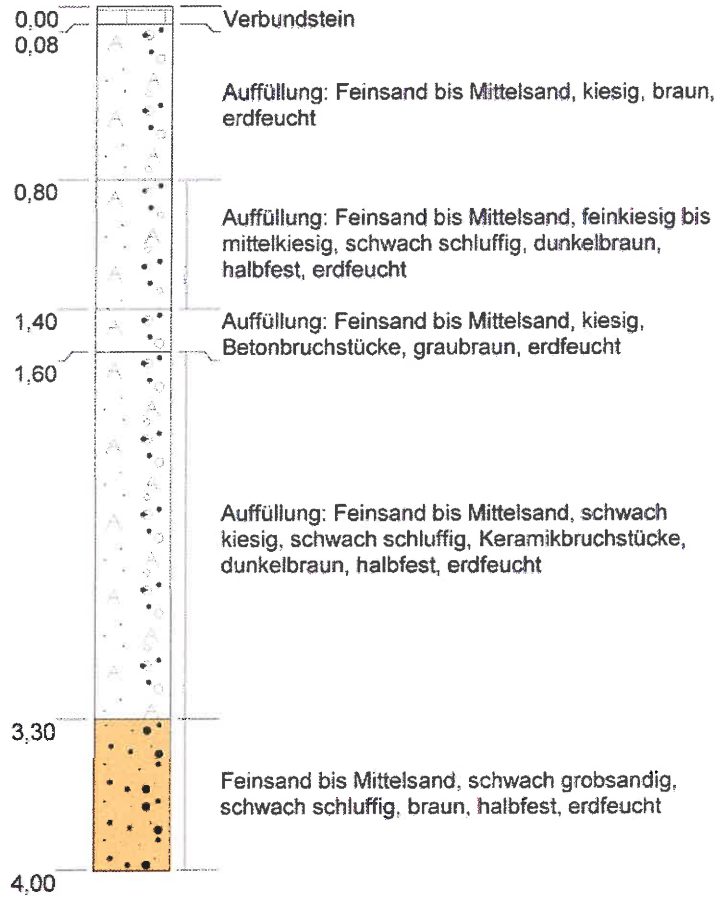 0,00
Verbundstein
0,08
Auffüllung: Feinsand bis Mittelsand, kiesig, braun,
erdfeucht
0,80
Auffüllung: Feinsand bis Mittelsand, feinkiesig bis
mittelkiesig, schwach schluffig, dunkelbraun,
halbfest, erdfeucht
1,40
Auffüllung: Feinsand bis Mittelsand, kiesig,
Betonbruchstücke, graubraun, erdfeucht
1,60
Auffüllung: Feinsand bis Mittelsand, schwach
kiesig, schwach schluffig, Keramikbruchstücke,
dunkelbraun, halbfest, erdfeucht
3,30
Feinsand bis Mittelsand, schwach grobsandig,
schwach schluffig, braun, halbfest, erdfeucht
4,00